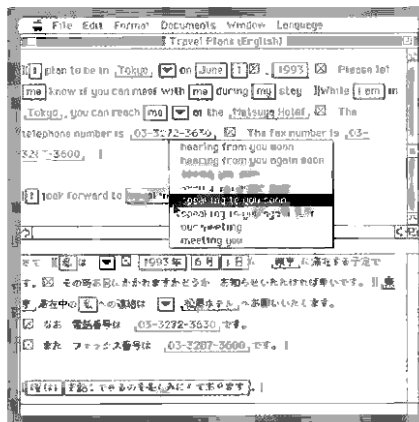 File Edit Format Documents Window Language
Travel Plans (English)
I plan to be in Tokyo, on June 1, 1993 Please let
me know if you can meet with me during my stay While I am in
Tokyo, you can reach me at the Matsuya Hotel, The
telephone number is 03-3272-3630, The fax number is 03-
3287-3600,
hearing from you soon
hearing from you again soon
seeing you soon
I look forward to
speaking to you soon
our meeting
meeting you
私 は 1993年 6月 1日 に 東京 に滞在する予定で
す。 その時お目にかかれますかどうか お知らせいただければ幸いです。 東
京 滞在中の 私 への連絡は 松屋ホテル へお願いいたします。
なお 電話番号は 03-3272-3630 です。
また ファックス番号は 03-3287-3600 です。